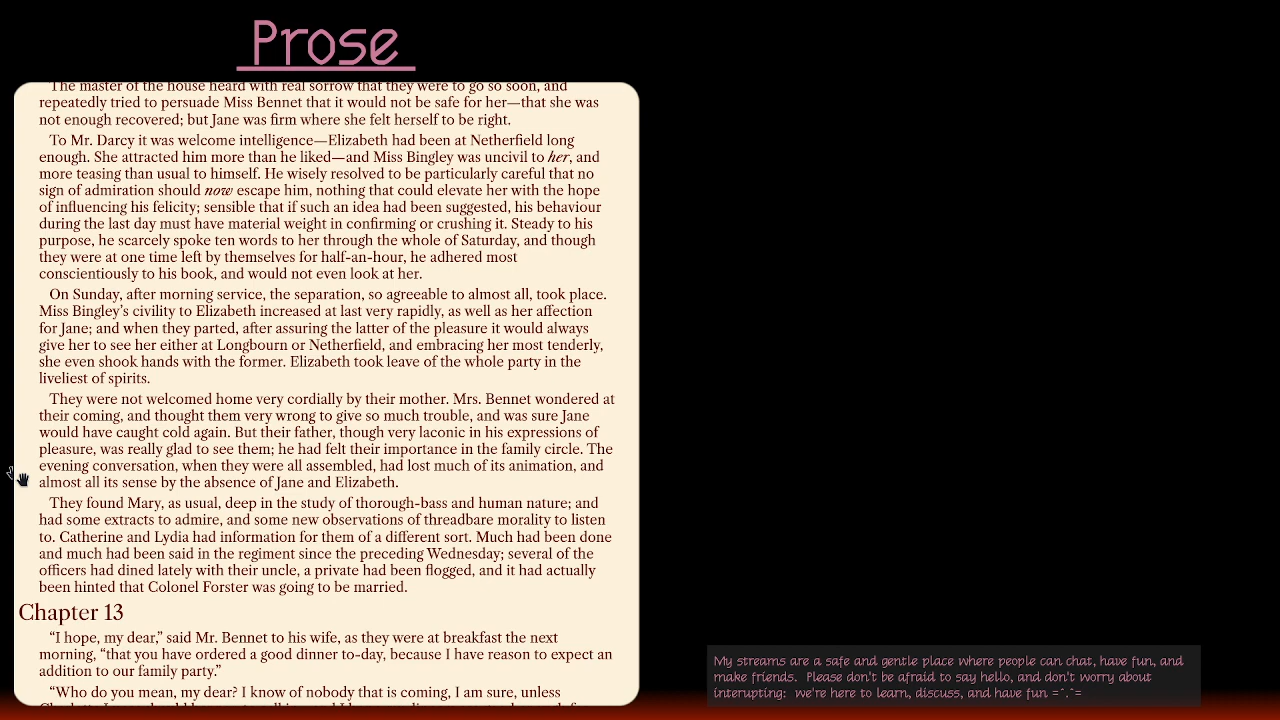 Prose
The master of the house heard with real sorrow that they were to go so soon, and
repeatedly tried to persuade Miss Bennet that it would not be safe for her—that she was
not enough recovered; but Jane was firm where she felt herself to be right.
To Mr. Darcy it was welcome intelligence—Elizabeth had been at Netherfield long
enough. She attracted him more than he liked—and Miss Bingley was uncivil to her, and
more teasing than usual to himself. He wisely resolved to be particularly careful that no
sign of admiration should now escape him, nothing that could elevate her with the hope
of influencing his felicity; sensible that if such an idea had been suggested, his behaviour
during the last day must have material weight in confirming or crushing it. Steady to his
purpose, he scarcely spoke ten words to her through the whole of Saturday, and though
they were at one time left by themselves for half-an-hour, he adhered most
conscientiously to his book, and would not even look at her.
On Sunday, after morning service, the separation, so agreeable to almost all, took place.
Miss Bingley’s civility to Elizabeth increased at last very rapidly, as well as her affection
for Jane; and when they parted, after assuring the latter of the pleasure it would always
give her to see her either at Longbourn or Netherfield, and embracing her most tenderly,
she even shook hands with the former. Elizabeth took leave of the whole party in the
liveliest of spirits.
They were not welcomed home very cordially by their mother. Mrs. Bennet wondered at
their coming, and thought them very wrong to give so much trouble, and was sure Jane
would have caught cold again. But their father, though very laconic in his expressions of
pleasure, was really glad to see them; he had felt their importance in the family circle. The
evening conversation, when they were all assembled, had lost much of its animation, and
almost all its sense by the absence of Jane and Elizabeth.
They found Mary, as usual, deep in the study of thorough-bass and human nature; and
had some extracts to admire, and some new observations of threadbare morality to listen
to. Catherine and Lydia had information for them of a different sort. Much had been done
and much had been said in the regiment since the preceding Wednesday; several of the
officers had dined lately with their uncle, a private had been flogged, and it had actually
been hinted that Colonel Forster was going to be married.
Chapter 13
“I hope, my dear,” said Mr. Bennet to his wife, as they were at breakfast the next
morning, “that you have ordered a good dinner to-day, because I have reason to expect an
addition to our family party.”
“Who do you mean, my dear? I know of nobody that is coming, I am sure, unless
My streams are a safe and gentle place where people can chat, have fun, and
make friends. Please don't be afraid to say hello, and don't worry about
interupting: we're here to learn, discuss, and have fun =^.^=